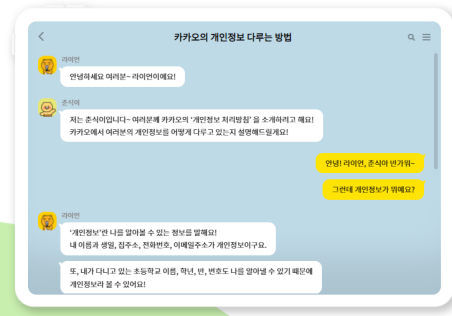 카카오의 개인정보 다루는 방법
라이언
안녕하세요 여러분~ 라이언이에요!
춘식이
저는 춘식이입니다~ 여러분께 카카오의 '개인정보 처리방침' 을 소개하려고 해요!
카카오에서 여러분의 개인정보를 어떻게 다루고 있는지 설명해드릴게요!
안녕! 라이언, 춘식아 반가워~
그런데 개인정보가 뭐예요?
라이언
'개인정보'란 나를 알아볼 수 있는 정보를 말해요!
내 이름과 생일, 집주소, 전화번호, 이메일주소가 개인정보이구요.
또, 내가 다니고 있는 초등학교 이름, 학년, 반, 번호도 나를 알아낼 수 있기 때문에
개인정보라 볼 수 있어요!